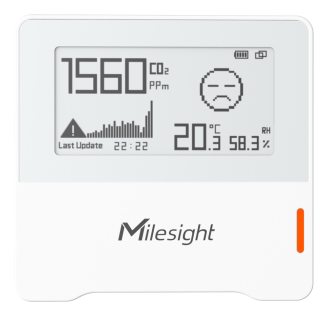 1560 CO₂
PPm
Last Update 22:22
20.3 °C 58.3 % RH
Milesight